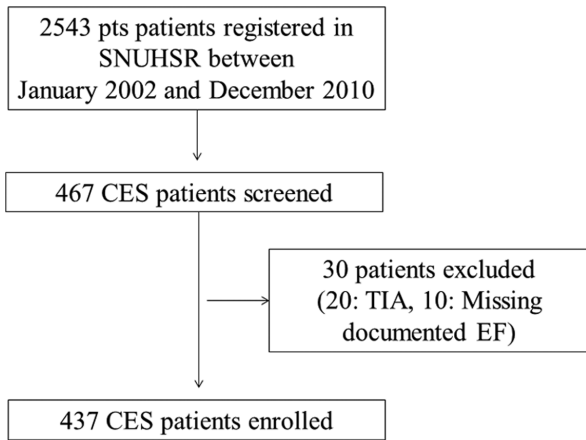 2543 pts patients registered in
SNUHSR between
January 2002 and December 2010
467 CES patients screened
30 patients excluded
(20: TIA, 10: Missing
documented EF)
437 CES patients enrolled